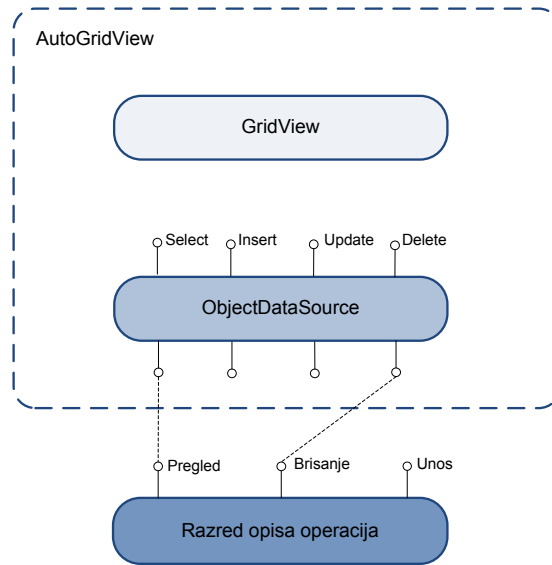 AutoGridView
GridView
Select Insert Update Delete
ObjectDataSource
Pregled Brisanje Unos
Razred opisa operacija